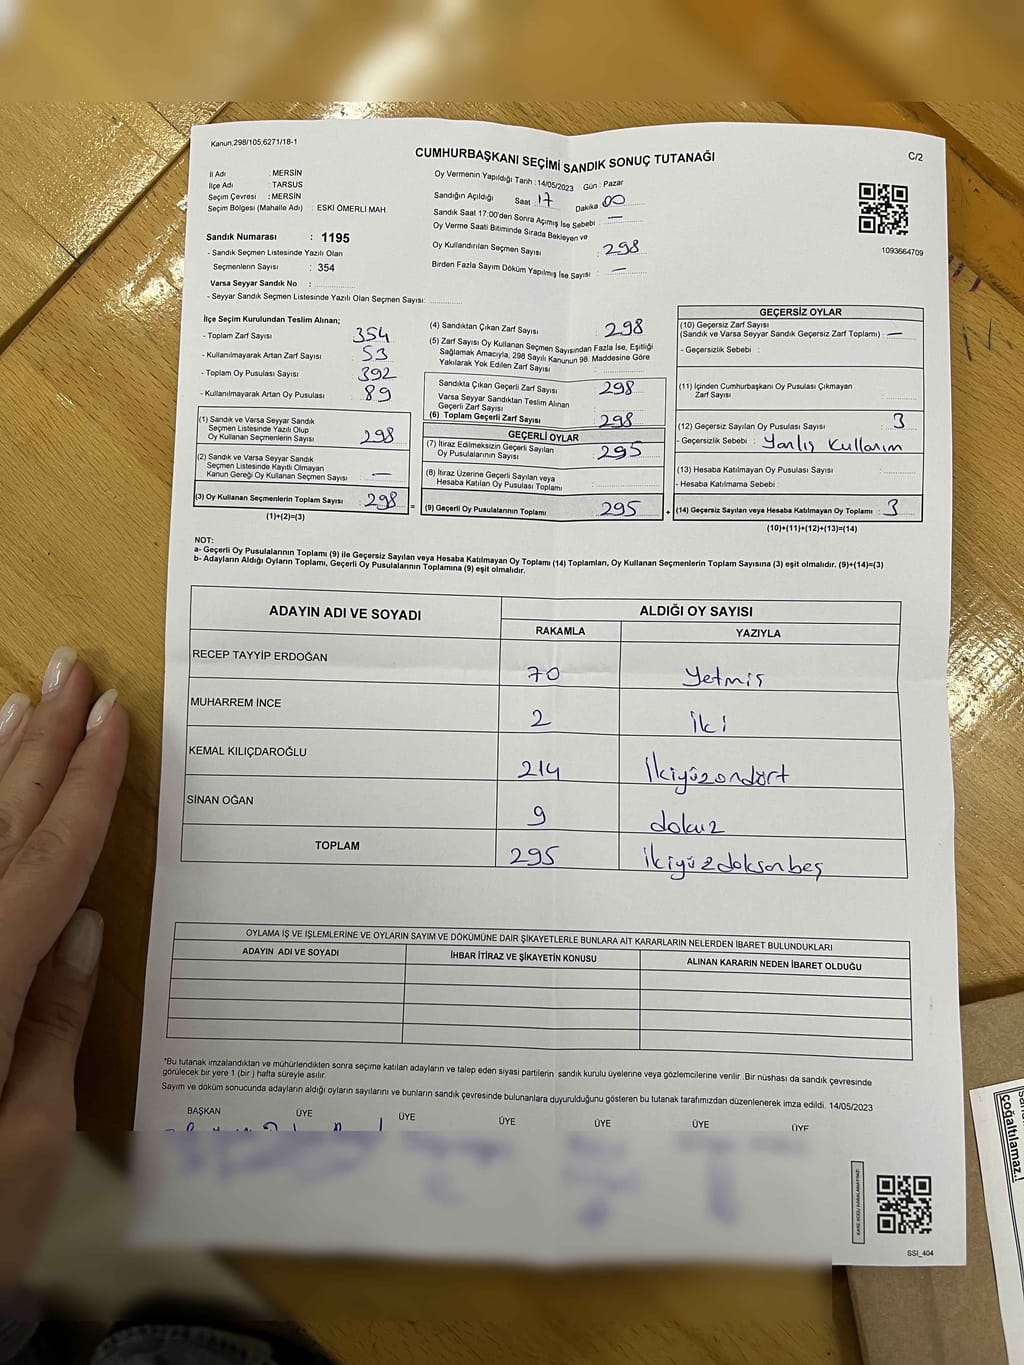 Kanun;298/105;6271/18-1
C/2
CUMHURBAŞKANI SEÇİMİ SANDIK SONUÇ TUTANAĞI
İl Adı : MERSİN
İlçe Adı : TARSUS
Seçim Çevresi : MERSİN
Seçim Bölgesi (Mahalle Adı) : ESKİ ÖMERLİ MAH.
Sandık Numarası : 1195
- Sandık Seçmen Listesinde Yazılı Olan
Seçmenlerin Sayısı : 354
Varsa Seyyar Sandık No :
- Seyyar Sandık Seçmen Listesinde Yazılı Olan Seçmen Sayısı:
Oy Vermenin Yapıldığı Tarih : 14/05/2023 Gün : Pazar
Sandığın Açıldığı Saat 17 Dakika 00
Sandık Saat 17:00'den Sonra Açımış İse Sebebi : —
Oy Verme Saati Bitiminde Sırada Bekleyen ve
Oy Kullandırılan Seçmen Sayısı : 298
Birden Fazla Sayım Döküm Yapılmış İse Sayısı : —
1093664709
İlçe Seçim Kurulundan Teslim Alınan;
- Toplam Zarf Sayısı 354
- Kullanılmayarak Artan Zarf Sayısı : 53
- Toplam Oy Pusulası Sayısı : 392
- Kullanılmayarak Artan Oy Pusulası : 89
(1) Sandık ve Varsa Seyyar Sandık
Seçmen Listesinde Yazılı Olup
Oy Kullanan Seçmenlerin Sayısı : 298
(2) Sandık ve Varsa Seyyar Sandık
Seçmen Listesinde Kayıtlı Olmayan
Kanun Gereği Oy Kullanan Seçmen Sayısı : —
(3) Oy Kullanan Seçmenlerin Toplam Sayısı : 298 =
(1)+(2)=(3)
(4) Sandıktan Çıkan Zarf Sayısı : 298
(5) Zarf Sayısı Oy Kullanan Seçmen Sayısından Fazla İse, Eşitliği
Sağlamak Amacıyla, 298 Sayılı Kanunun 98. Maddesine Göre
Yakılarak Yok Edilen Zarf Sayısı :
Sandıkta Çıkan Geçerli Zarf Sayısı : 298
Varsa Seyyar Sandıktan Teslim Alınan
Geçerli Zarf Sayısı :
(6) Toplam Geçerli Zarf Sayısı : 298
GEÇERLİ OYLAR
(7) İtiraz Edilmeksizin Geçerli Sayılan
Oy Pusulalarının Sayısı : 295
(8) İtiraz Üzerine Geçerli Sayılan veya
Hesaba Katılan Oy Pusulası Toplamı :
(9) Geçerli Oy Pusulalarının Toplamı : 295 +
GEÇERSİZ OYLAR
(10) Geçersiz Zarf Sayısı
(Sandık ve Varsa Seyyar Sandık Geçersiz Zarf Toplamı) : —
- Geçersizlik Sebebi :
(11) İçinden Cumhurbaşkanı Oy Pusulası Çıkmayan
Zarf Sayısı :
(12) Geçersiz Sayılan Oy Pusulası Sayısı : 3
- Geçersizlik Sebebi : Yanlış Kullanım
(13) Hesaba Katılmayan Oy Pusulası Sayısı :
- Hesaba Katılmama Sebebi :
(14) Geçersiz Sayılan veya Hesaba Katılmayan Oy Toplamı : 3
(10)+(11)+(12)+(13)=(14)
NOT:
a- Geçerli Oy Pusulalarının Toplamı (9) ile Geçersiz Sayılan veya Hesaba Katılmayan Oy Toplamı (14) Toplamları, Oy Kullanan Seçmenlerin Toplam Sayısına (3) eşit olmalıdır. (9)+(14)=(3)
b- Adayların Aldığı Oyların Toplamı, Geçerli Oy Pusulalarının Toplamına (9) eşit olmalıdır.
ADAYIN ADI VE SOYADI ALDIĞI OY SAYISI
RAKAMLA YAZIYLA
RECEP TAYYİP ERDOĞAN 70 Yetmiş
MUHARREM İNCE 2 iki
KEMAL KILIÇDAROĞLU 214 İkiyüzondört
SİNAN OĞAN 9 dokuz
TOPLAM 295 İkiyüzdoksanbeş
OYLAMA İŞ VE İŞLEMLERİNE VE OYLARIN SAYIM VE DÖKÜMÜNE DAİR ŞİKAYETLERLE BUNLARA AİT KARARLARIN NELERDEN İBARET BULUNDUKLARI
ADAYIN ADI VE SOYADI İHBAR İTİRAZ VE ŞİKAYETİN KONUSU ALINAN KARARIN NEDEN İBARET OLDUĞU
*Bu tutanak imzalandıktan ve mühürlendikten sonra seçime katılan adayların ve talep eden siyasi partilerin sandık kurulu üyelerine veya gözlemcilerine verilir .Bir nüshası da sandık çevresinde
görülecek bir yere 1 (bir ) hafta süreyle asılır.
Sayım ve döküm sonucunda adayların aldığı oyların sayılarını ve bunların sandık çevresinde bulunanlara duyurulduğunu gösteren bu tutanak tarafımızdan düzenlenerek imza edildi. 14/05/2023
BAŞKAN ÜYE ÜYE ÜYE ÜYE ÜYE ÜYE
SSİ_404
çoğaltılamaz.!